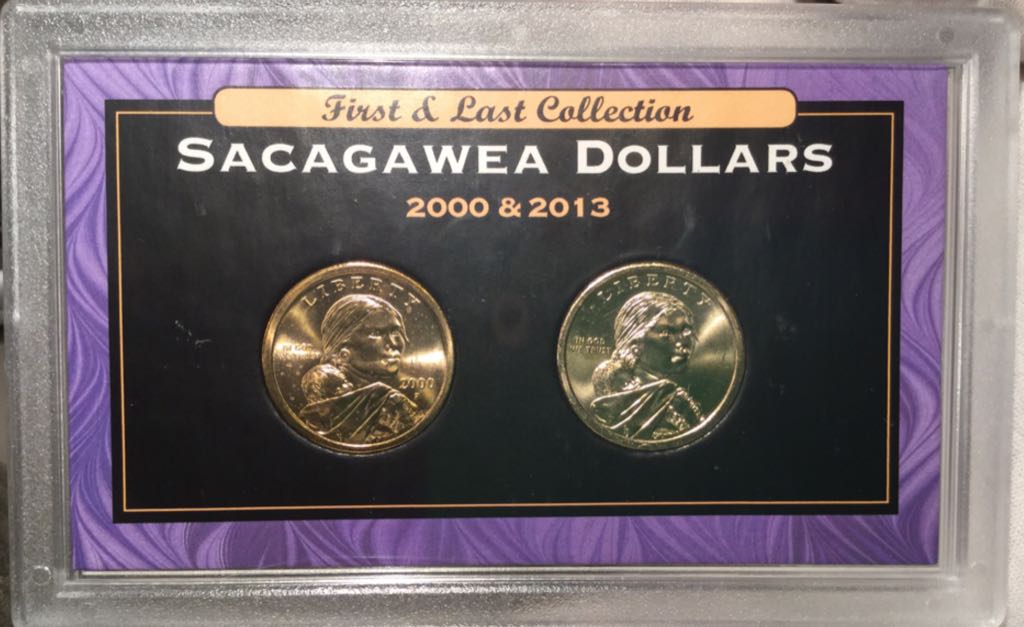 First & Last Collection
SACAGAWEA DOLLARS
2000 & 2013
LIBERTY
IN GOD
WE TRUST
2000
P
LIBERTY
IN GOD
WE TRUST